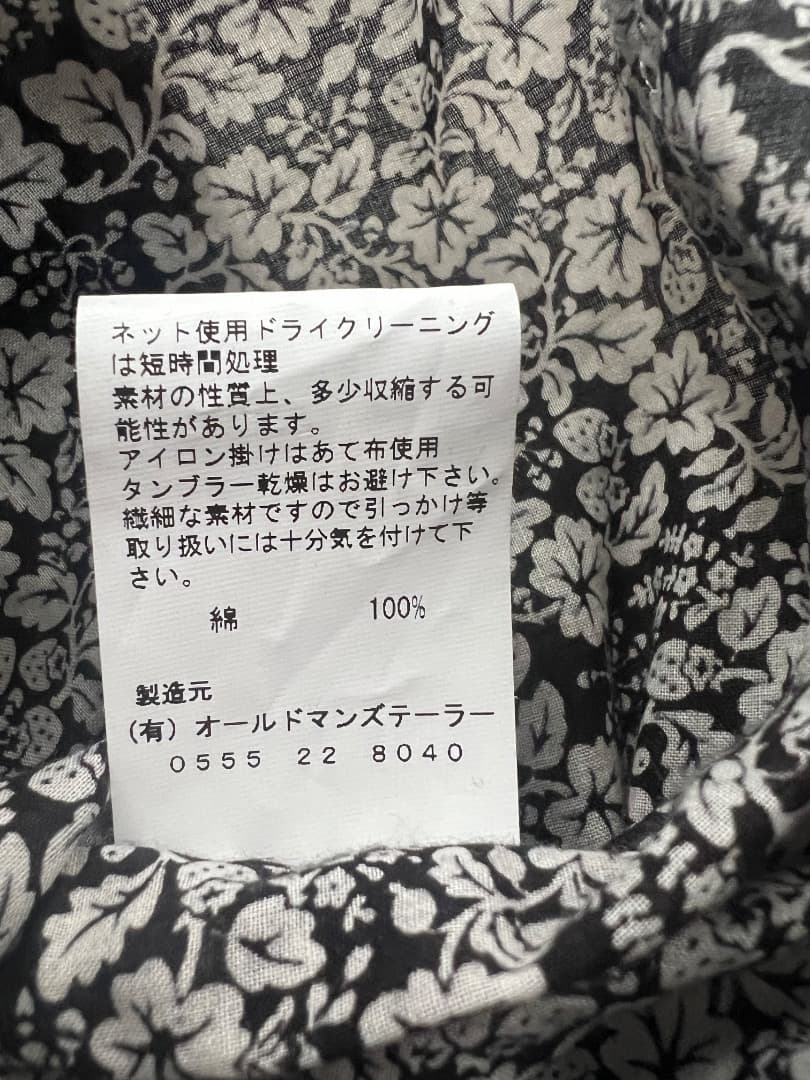 ネット使用ドライクリーニング
は短時間処理
素材の性質上、多少収縮する可
能性があります。
アイロン掛けはあて布使用
タンブラー乾燥はお避け下さい。
繊細な素材ですので引っかけ等
取り扱いには十分気を付けて下
さい。
綿 100%
製造元
(有) オールドマンズテーラー
0555 22 8040